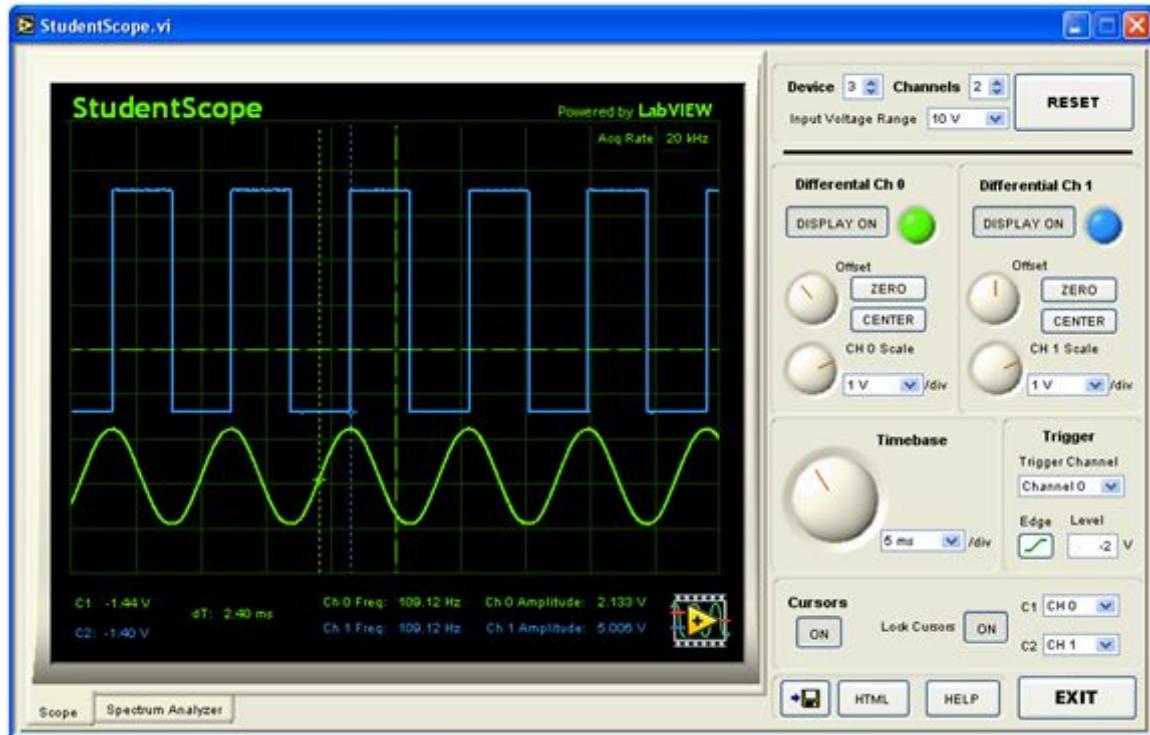 StudentScope.vi
StudentScope
Powered by LabVIEW
Acq Rate 20 kHz
C1: -1.44 V
C2: -1.40 V
dT: 2.40 ms
Ch 0 Freq: 109.12 Hz Ch 0 Amplitude: 2.133 V
Ch 1 Freq: 109.12 Hz Ch 1 Amplitude: 5.006 V
Scope
Spectrum Analyzer
Device 3 Channels 2
Input Voltage Range 10 V
RESET
Differental Ch 0
DISPLAY ON
Offset
ZERO
CENTER
CH 0 Scale
1 V /div
Differential Ch 1
DISPLAY ON
Offset
ZERO
CENTER
CH 1 Scale
1 V /div
Timebase
5 ms /div
Trigger
Trigger Channel
Channel 0
Edge Level
-2 V
Cursors
ON
Lock Cursors ON
C1 CH 0
C2 CH 1
HTML
HELP
EXIT